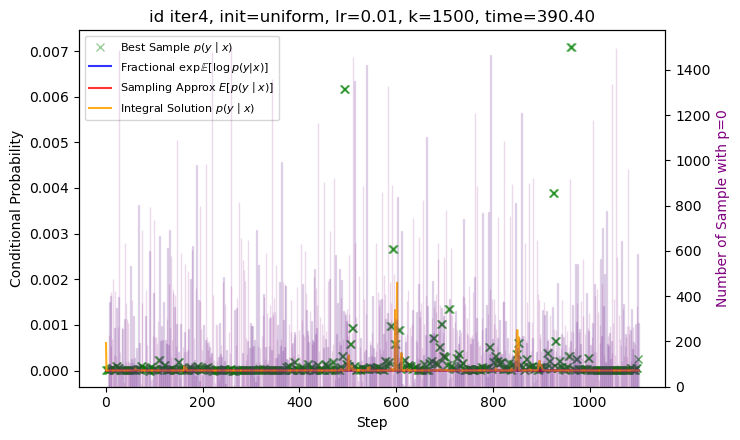 id iter4, init=uniform, lr=0.01, k=1500, time=390.40
Best Sample p(y | x)
Fractional exp𝔼[log p(y|x)]
Sampling Approx E[p(y | x)]
Integral Solution p(y | x)
Conditional Probability
0.007
0.006
0.005
0.004
0.003
0.002
0.001
0.000
1400
1200
1000
800
600
400
200
0
Number of Sample with p=0
0 200 400 600 800 1000
Step